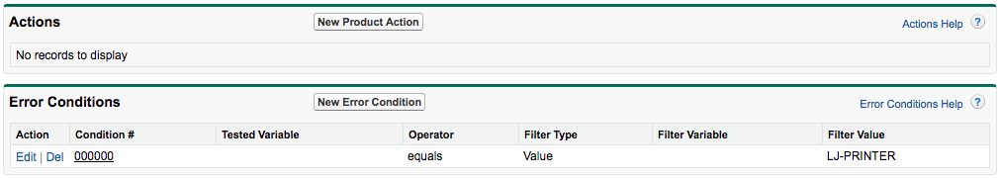 Actions New Product Action Actions Help ?
No records to display
Error Conditions New Error Condition Error Conditions Help ?
Action Condition # Tested Variable Operator Filter Type Filter Variable Filter Value
Edit | Del 000000 equals Value LJ-PRINTER